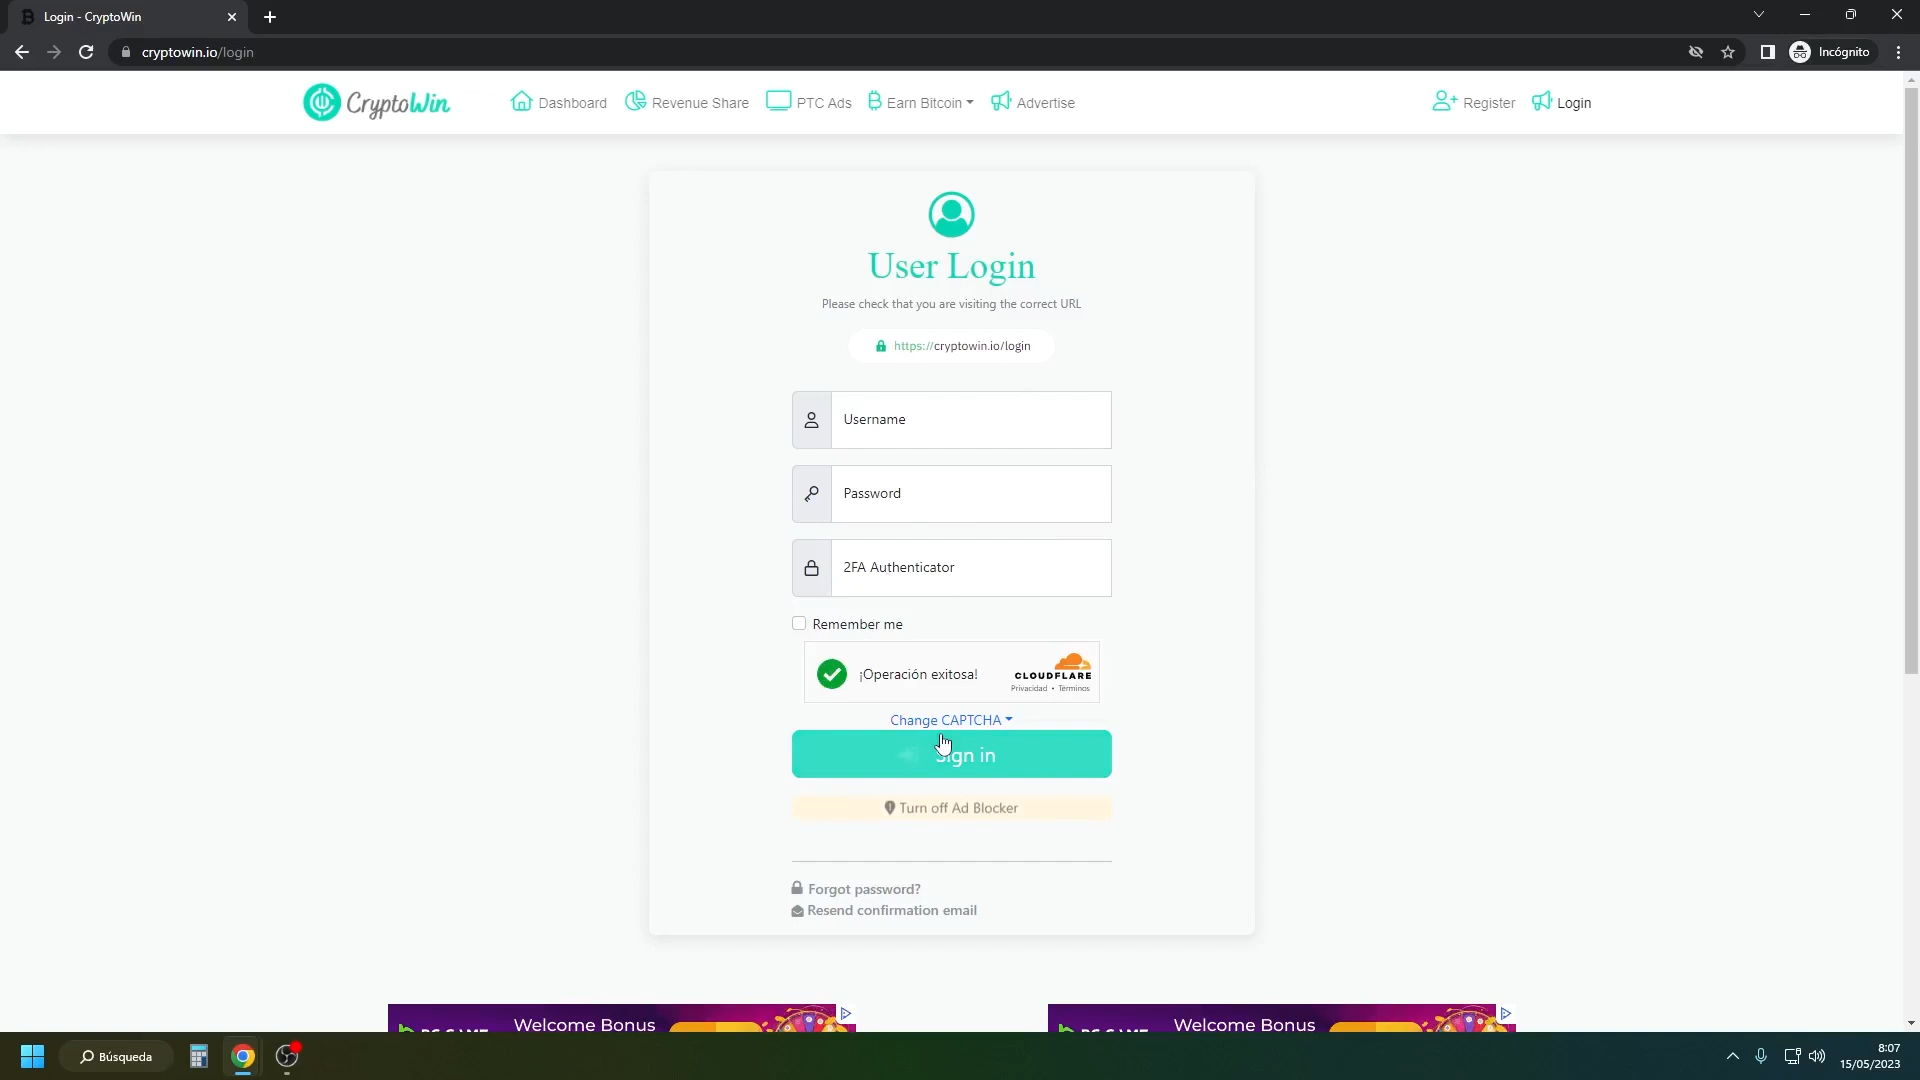 Login - CryptoWin
cryptowin.io/login
Incógnito
CryptoWin
Dashboard
Revenue Share
PTC Ads
Earn Bitcoin
Advertise
Register
Login
User Login
Please check that you are visiting the correct URL
https://cryptowin.io/login
Username
Password
2FA Authenticator
Remember me
¡Operación exitosa!
CLOUDFLARE
Privacidad • Términos
Change CAPTCHA
Sign in
Turn off Ad Blocker
Forgot password?
Resend confirmation email
Welcome Bonus
Welcome Bonus
Búsqueda
8:07
15/05/2023